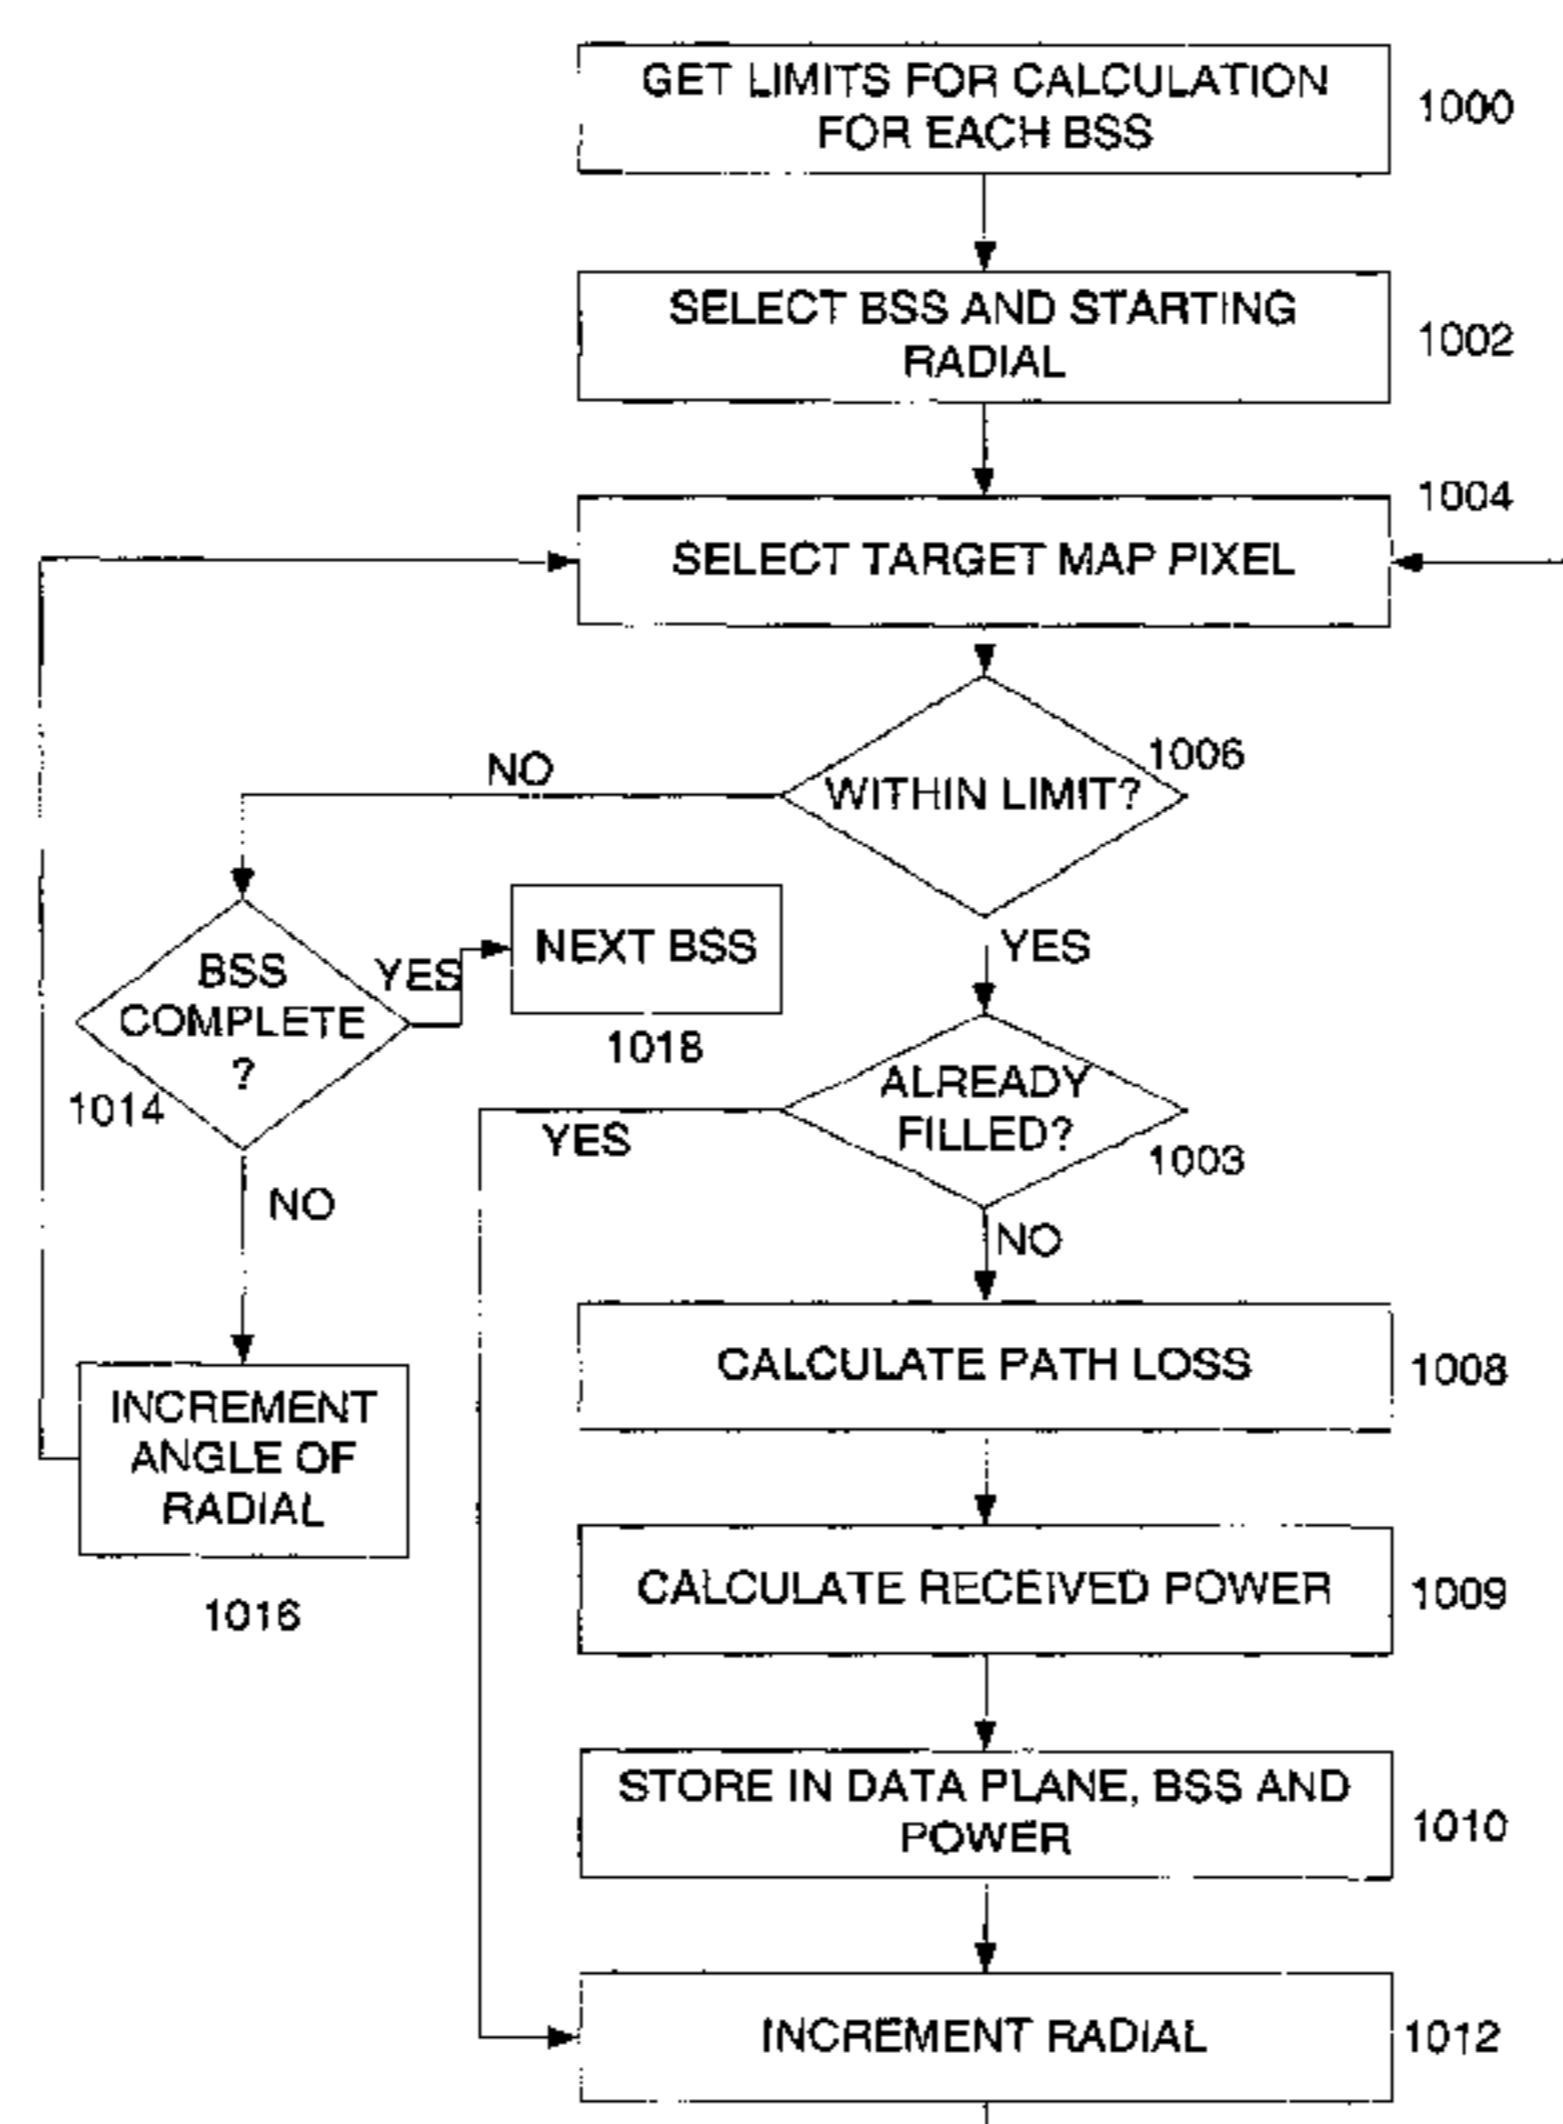 GET LIMITS FOR CALCULATION
FOR EACH BSS
1000
SELECT BSS AND STARTING
RADIAL
1002
1004
SELECT TARGET MAP PIXEL
1006
WITHIN LIMIT?
NO
YES
BSS
COMPLETE
?
1014
YES
NEXT BSS
1018
ALREADY
FILLED?
1003
YES
NO
NO
CALCULATE PATH LOSS
1008
INCREMENT
ANGLE OF
RADIAL
1016
CALCULATE RECEIVED POWER
1009
STORE IN DATA PLANE, BSS AND
POWER
1010
INCREMENT RADIAL
1012